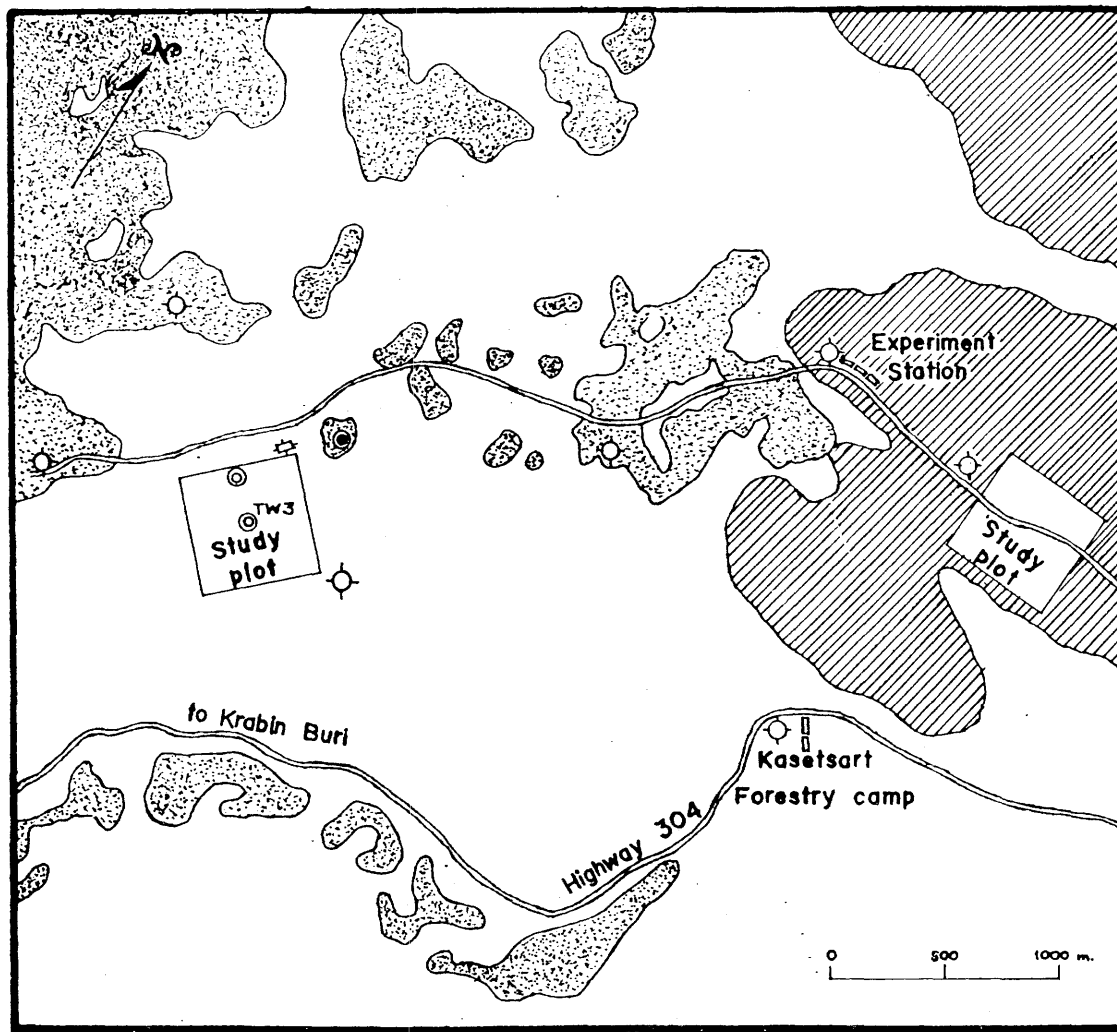 N
Experiment
Station
TW3
Study
plot
Study
plot
to Krabin Buri
Kasetsart
Forestry camp
Highway 304
0 500 1000 m.